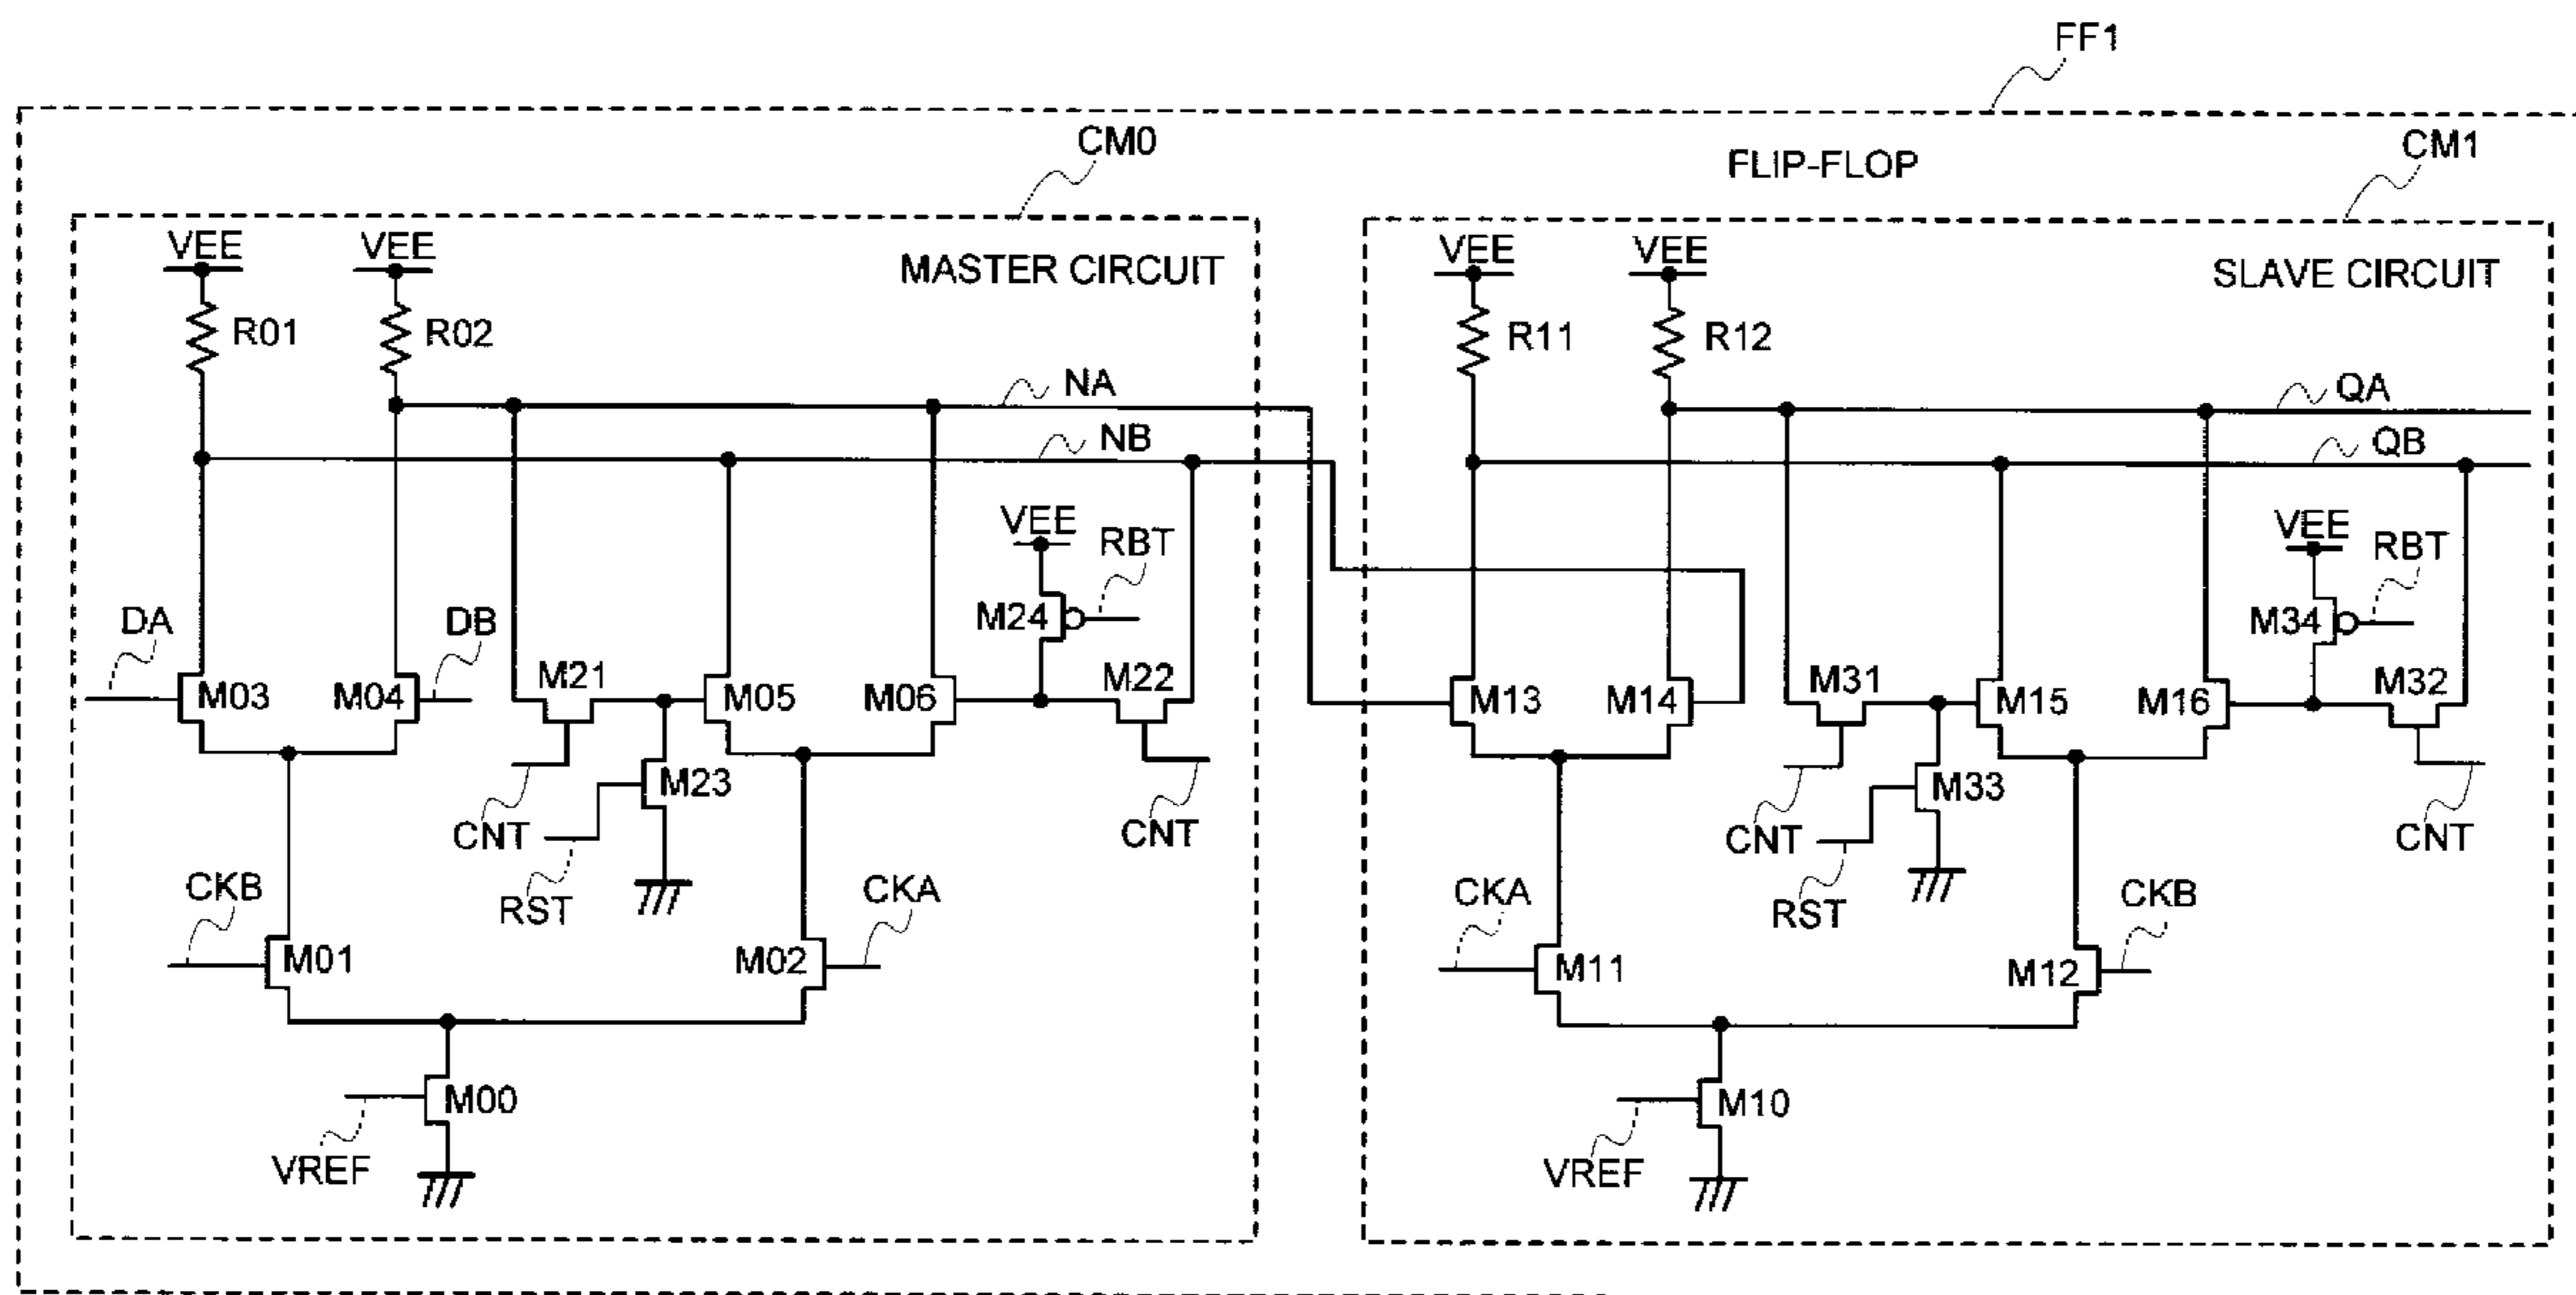 FF1
CM0
FLIP-FLOP
CM1
VEE
VEE
MASTER CIRCUIT
VEE
VEE
SLAVE CIRCUIT
R01
R02
R11
R12
NA
QA
NB
QB
VEE
RBT
VEE
RBT
DA
DB
M24
M34
M21
M22
M31
M32
M03
M04
M05
M06
M13
M14
M15
M16
M23
M33
CNT
CNT
CNT
CNT
CKB
RST
CKA
CKA
RST
CKB
M01
M02
M11
M12
M00
M10
VREF
VREF